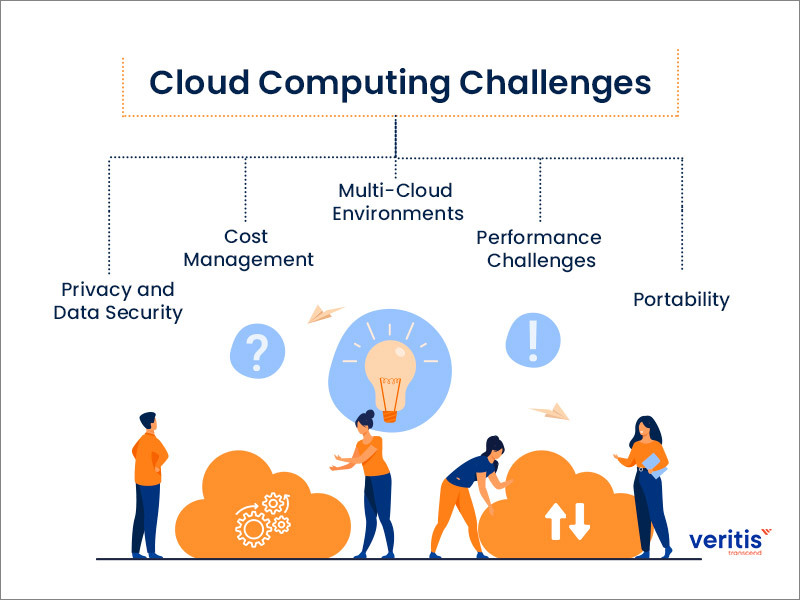 Cloud Computing Challenges
Multi-Cloud
Environments
Cost
Management
Performance
Challenges
Privacy and
Data Security
Portability
?
!
veritis
transcend